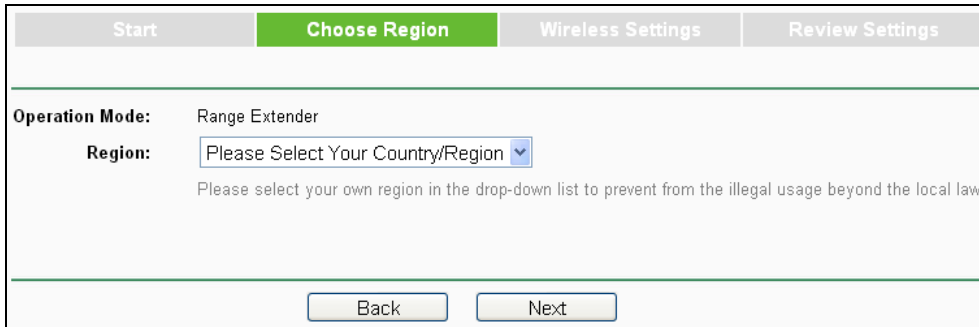 Start Choose Region Wireless Settings Review Settings
Operation Mode: Range Extender
Region: Please Select Your Country/Region
Please select your own region in the drop-down list to prevent from the illegal usage beyond the local law
Back Next